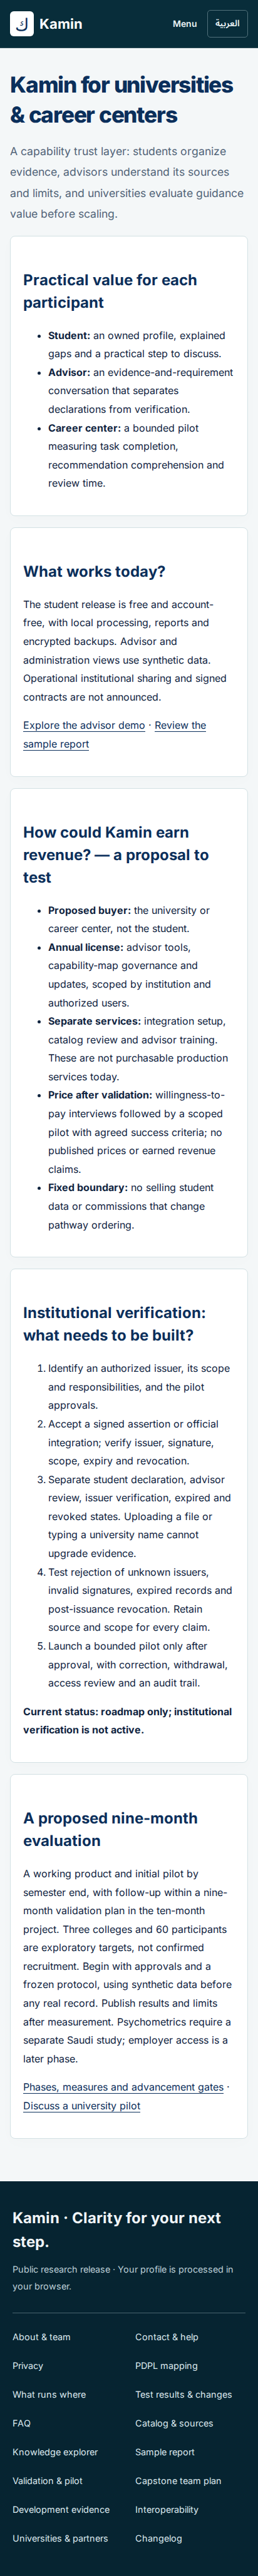 ك Kamin Menu العربية
Kamin for universities
& career centers
A capability trust layer: students organize
evidence, advisors understand its sources
and limits, and universities evaluate guidance
value before scaling.
Practical value for each
participant
• Student: an owned profile, explained
gaps and a practical step to discuss.
• Advisor: an evidence-and-requirement
conversation that separates
declarations from verification.
• Career center: a bounded pilot
measuring task completion,
recommendation comprehension and
review time.
What works today?
The student release is free and account-
free, with local processing, reports and
encrypted backups. Advisor and
administration views use synthetic data.
Operational institutional sharing and signed
contracts are not announced.
Explore the advisor demo · Review the
sample report
How could Kamin earn
revenue? — a proposal to
test
• Proposed buyer: the university or
career center, not the student.
• Annual license: advisor tools,
capability-map governance and
updates, scoped by institution and
authorized users.
• Separate services: integration setup,
catalog review and advisor training.
These are not purchasable production
services today.
• Price after validation: willingness-to-
pay interviews followed by a scoped
pilot with agreed success criteria; no
published prices or earned revenue
claims.
• Fixed boundary: no selling student
data or commissions that change
pathway ordering.
Institutional verification:
what needs to be built?
1. Identify an authorized issuer, its scope
and responsibilities, and the pilot
approvals.
2. Accept a signed assertion or official
integration; verify issuer, signature,
scope, expiry and revocation.
3. Separate student declaration, advisor
review, issuer verification, expired and
revoked states. Uploading a file or
typing a university name cannot
upgrade evidence.
4. Test rejection of unknown issuers,
invalid signatures, expired records and
post-issuance revocation. Retain
source and scope for every claim.
5. Launch a bounded pilot only after
approval, with correction, withdrawal,
access review and an audit trail.
Current status: roadmap only; institutional
verification is not active.
A proposed nine-month
evaluation
A working product and initial pilot by
semester end, with follow-up within a nine-
month validation plan in the ten-month
project. Three colleges and 60 participants
are exploratory targets, not confirmed
recruitment. Begin with approvals and a
frozen protocol, using synthetic data before
any real record. Publish results and limits
after measurement. Psychometrics require a
separate Saudi study; employer access is a
later phase.
Phases, measures and advancement gates ·
Discuss a university pilot
Kamin · Clarity for your next
step.
Public research release · Your profile is processed in
your browser.
About & team Contact & help
Privacy PDPL mapping
What runs where Test results & changes
FAQ Catalog & sources
Knowledge explorer Sample report
Validation & pilot Capstone team plan
Development evidence Interoperability
Universities & partners Changelog